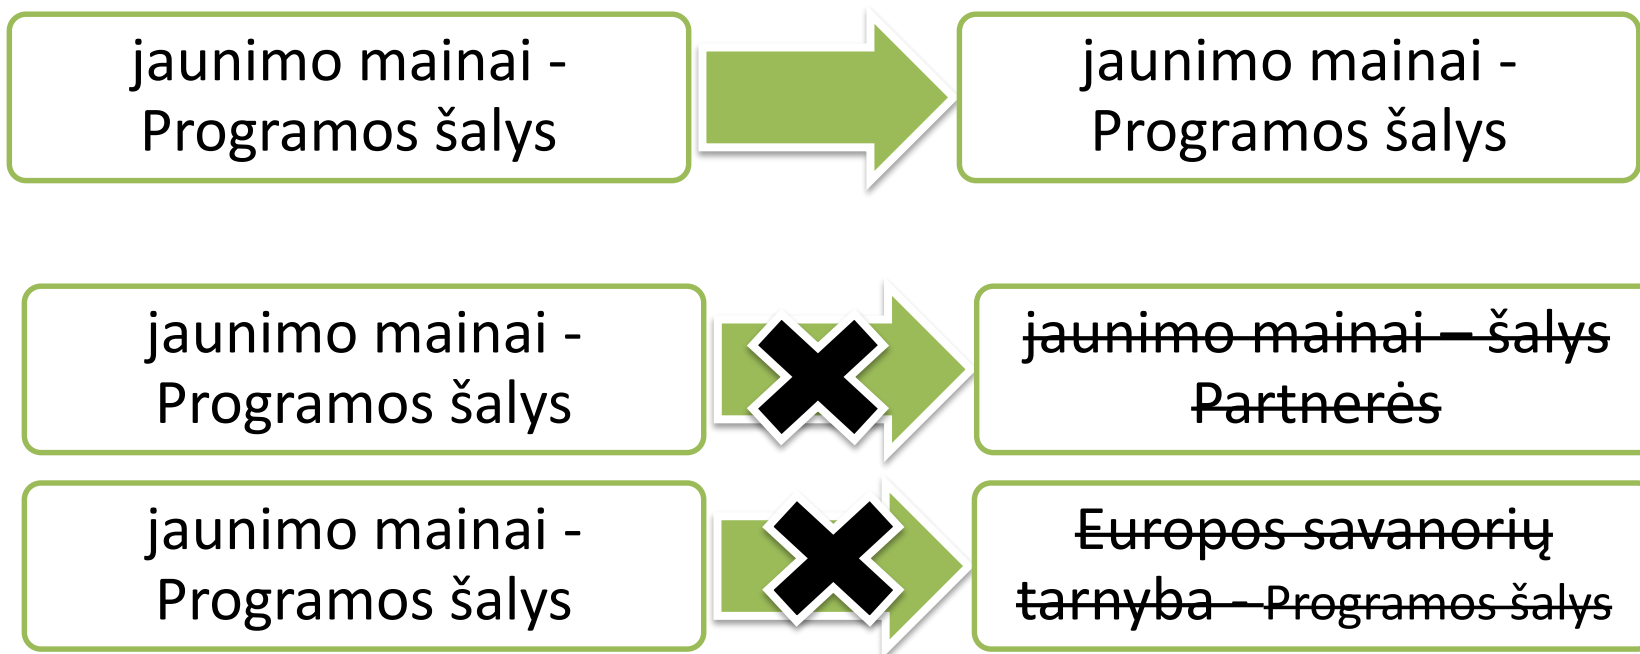 jaunimo mainai -
Programos šalys
jaunimo mainai -
Programos šalys
jaunimo mainai -
Programos šalys
jaunimo mainai – šalys
Partnerės
jaunimo mainai -
Programos šalys
Europos savanorių
tarnyba - Programos šalys